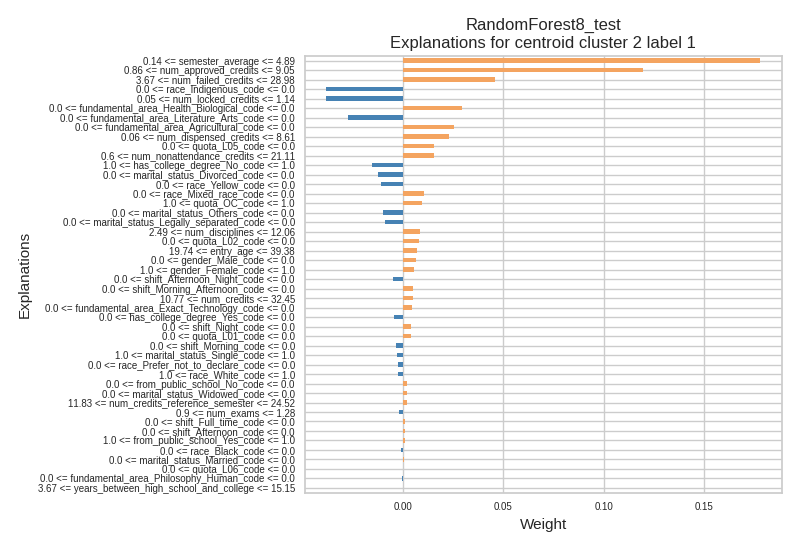 RandomForest8_test
Explanations for centroid cluster 2 label 1
0.14 <= semester_average <= 4.89
0.86 <= num_approved_credits <= 9.05
3.67 <= num_failed_credits <= 28.98
0.0 <= race_Indigenous_code <= 0.0
0.05 <= num_locked_credits <= 1.14
0.0 <= fundamental_area_Health_Biological_code <= 0.0
0.0 <= fundamental_area_Literature_Arts_code <= 0.0
0.0 <= fundamental_area_Agricultural_code <= 0.0
0.06 <= num_dispensed_credits <= 8.61
0.0 <= quota_L05_code <= 0.0
0.6 <= num_nonattendance_credits <= 21.11
1.0 <= has_college_degree_No_code <= 1.0
0.0 <= marital_status_Divorced_code <= 0.0
0.0 <= race_Yellow_code <= 0.0
0.0 <= race_Mixed_race_code <= 0.0
1.0 <= quota_OC_code <= 1.0
0.0 <= marital_status_Others_code <= 0.0
0.0 <= marital_status_Legally_separated_code <= 0.0
2.49 <= num_disciplines <= 12.06
0.0 <= quota_L02_code <= 0.0
19.74 <= entry_age <= 39.38
0.0 <= gender_Male_code <= 0.0
1.0 <= gender_Female_code <= 1.0
0.0 <= shift_Afternoon_Night_code <= 0.0
0.0 <= shift_Morning_Afternoon_code <= 0.0
10.77 <= num_credits <= 32.45
0.0 <= fundamental_area_Exact_Technology_code <= 0.0
0.0 <= has_college_degree_Yes_code <= 0.0
0.0 <= shift_Night_code <= 0.0
0.0 <= quota_L01_code <= 0.0
0.0 <= shift_Morning_code <= 0.0
1.0 <= marital_status_Single_code <= 1.0
0.0 <= race_Prefer_not_to_declare_code <= 0.0
1.0 <= race_White_code <= 1.0
0.0 <= from_public_school_No_code <= 0.0
0.0 <= marital_status_Widowed_code <= 0.0
11.83 <= num_credits_reference_semester <= 24.52
0.9 <= num_exams <= 1.28
0.0 <= shift_Full_time_code <= 0.0
0.0 <= shift_Afternoon_code <= 0.0
1.0 <= from_public_school_Yes_code <= 1.0
0.0 <= race_Black_code <= 0.0
0.0 <= marital_status_Married_code <= 0.0
0.0 <= quota_L06_code <= 0.0
0.0 <= fundamental_area_Philosophy_Human_code <= 0.0
3.67 <= years_between_high_school_and_college <= 15.15
Explanations
0.00 0.05 0.10 0.15
Weight